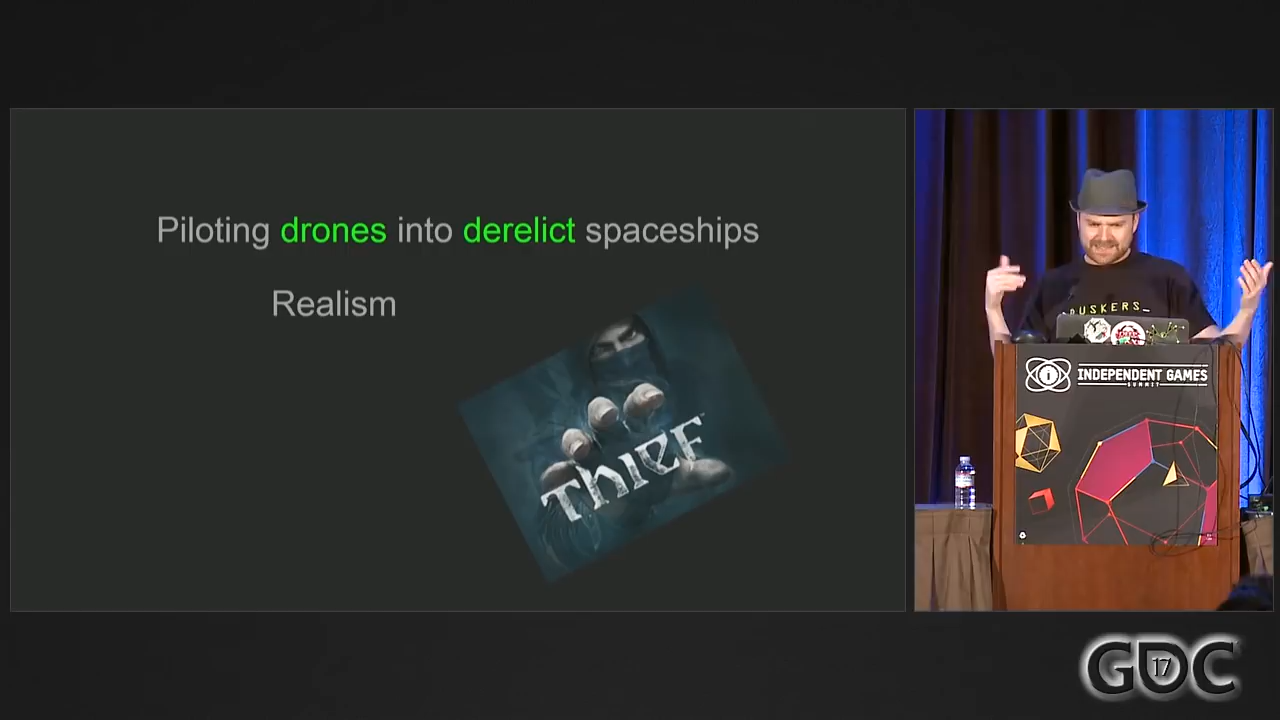 Piloting drones into derelict spaceships
Realism
THIEF
DUSKERS_
INDEPENDENT GAMES
SUMMIT
GDC
17